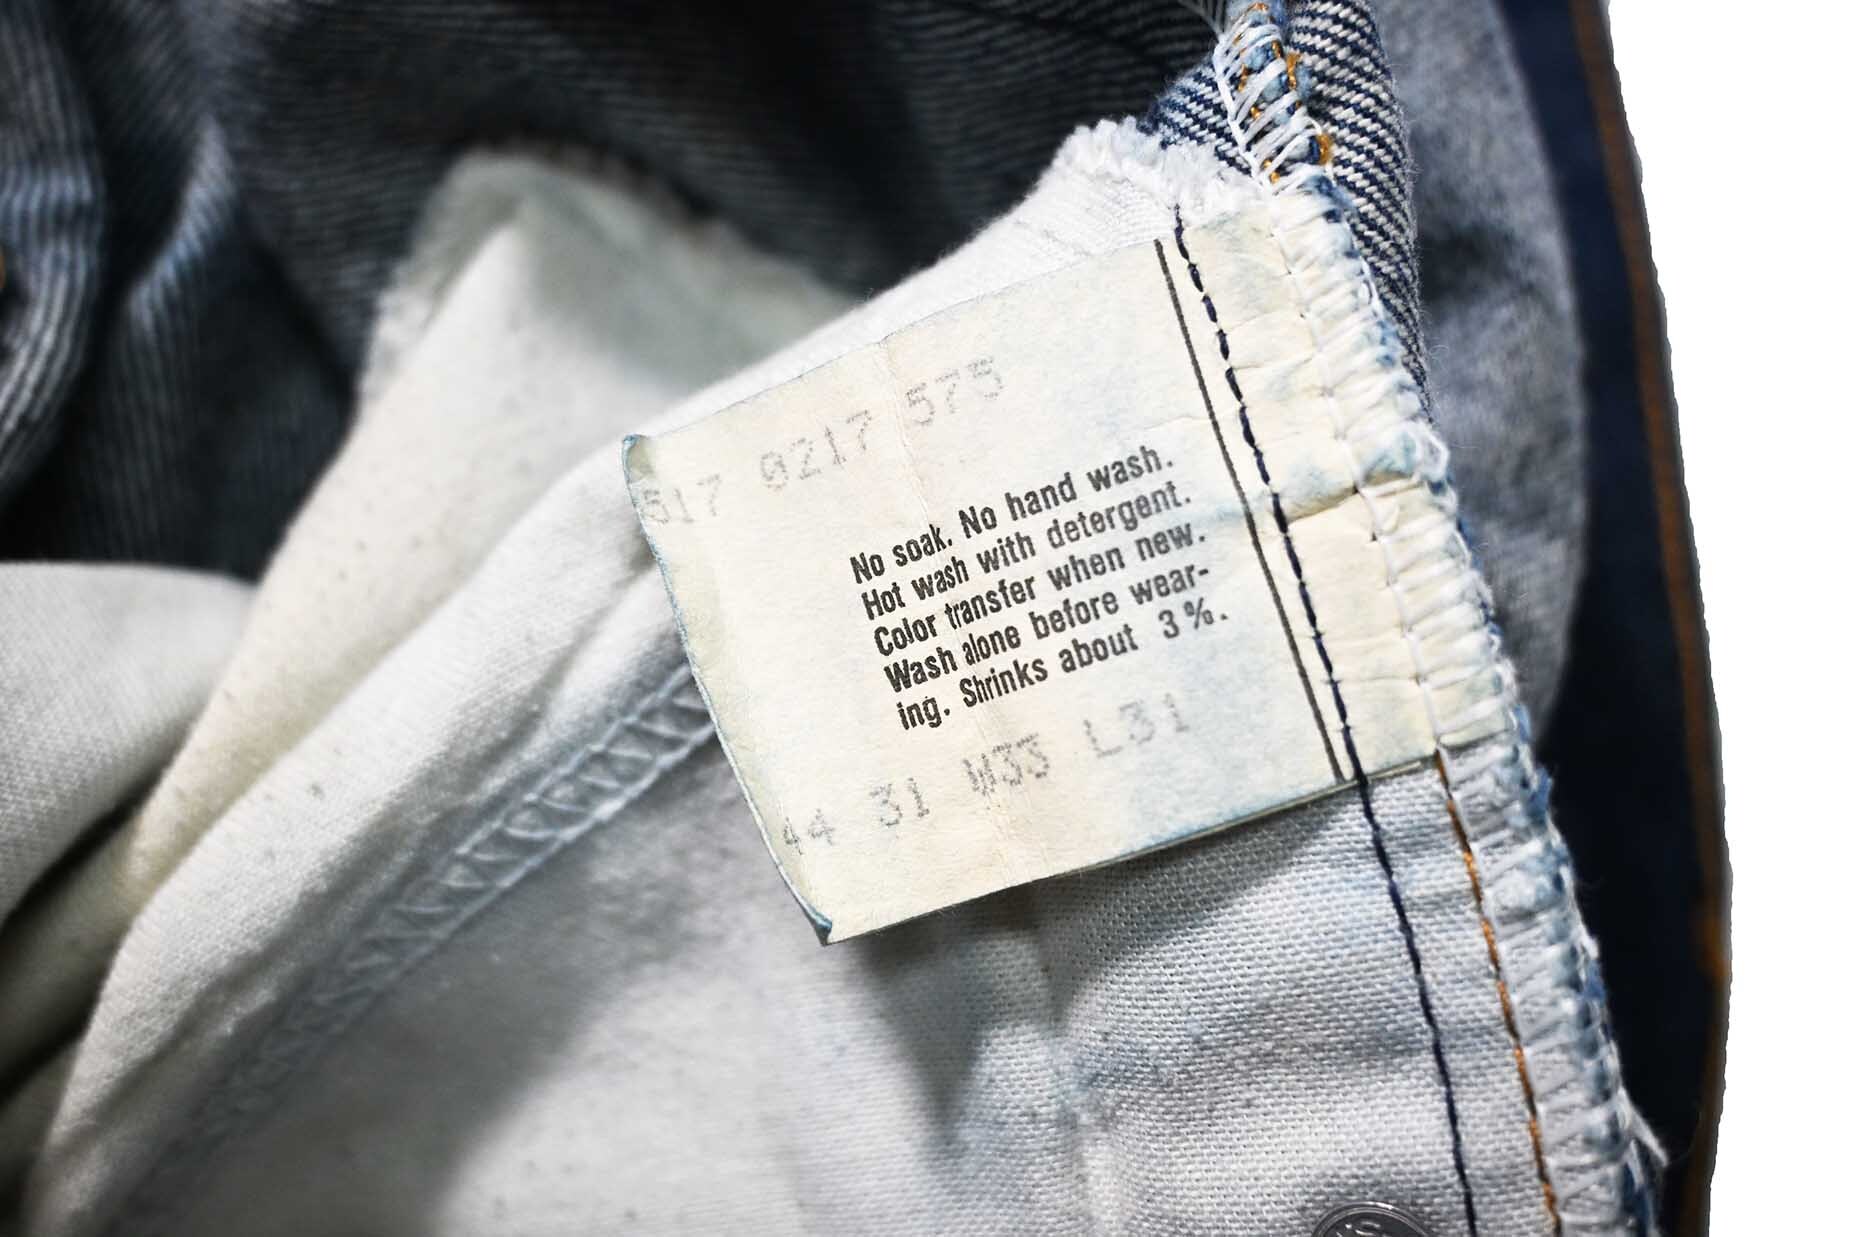 517 0217 575
No soak. No hand wash.
Hot wash with detergent.
Color transfer when new.
Wash alone before wear-
ing. Shrinks about 3%.
44 31 W33 L31